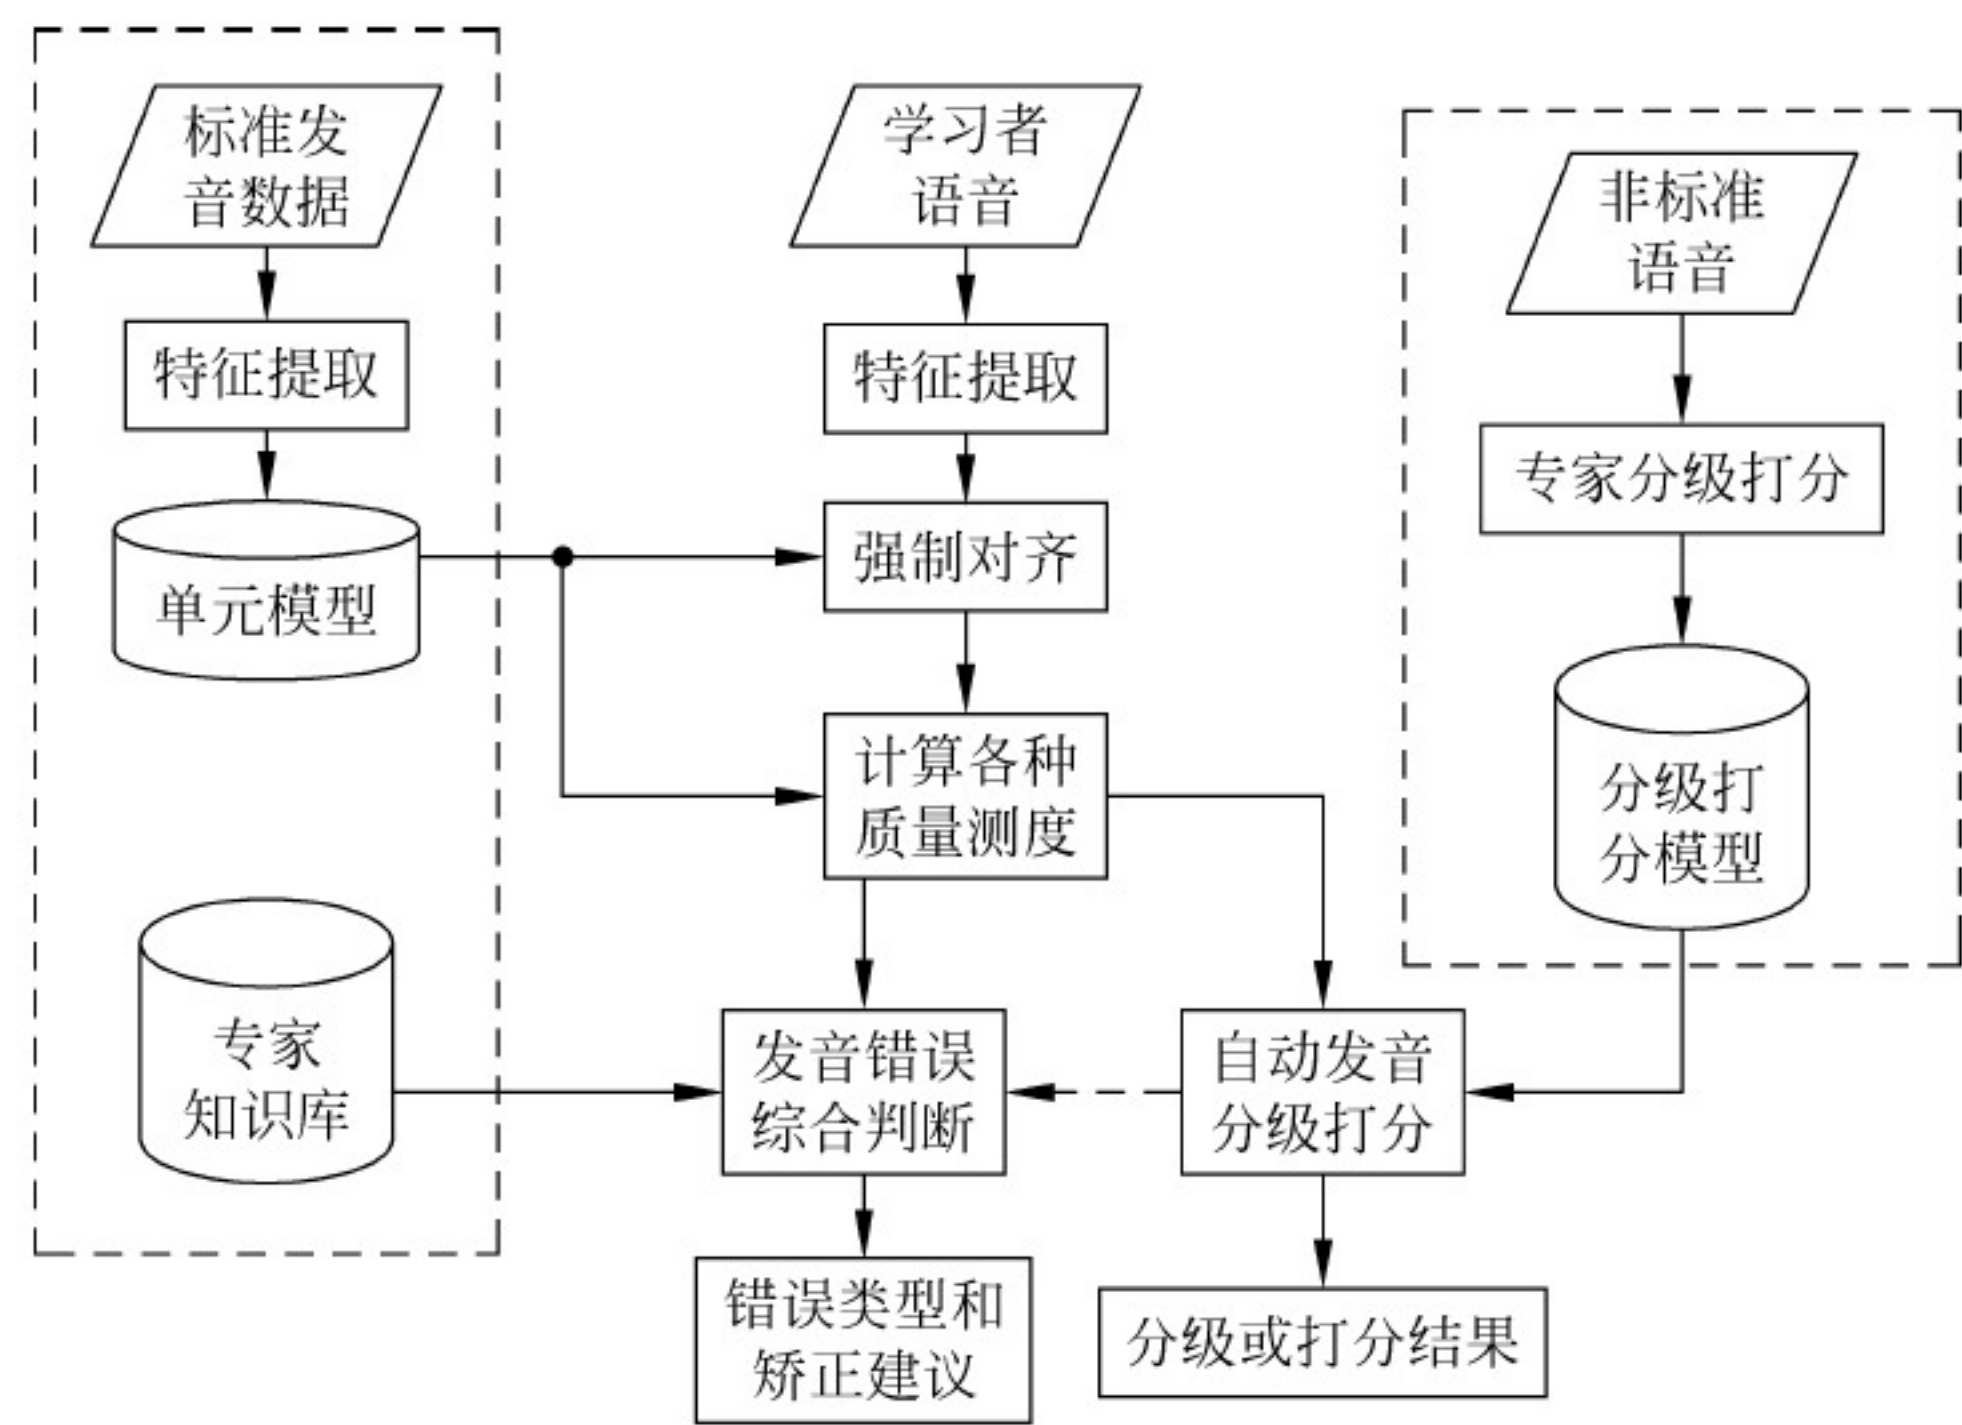 标准发
音数据
特征提取
单元模型
专家
知识库
学习者
语音
特征提取
强制对齐
计算各种
质量测度
发音错误
综合判断
错误类型和
矫正建议
自动发音
分级打分
分级或打分结果
非标准
语音
专家分级打分
分级打
分模型